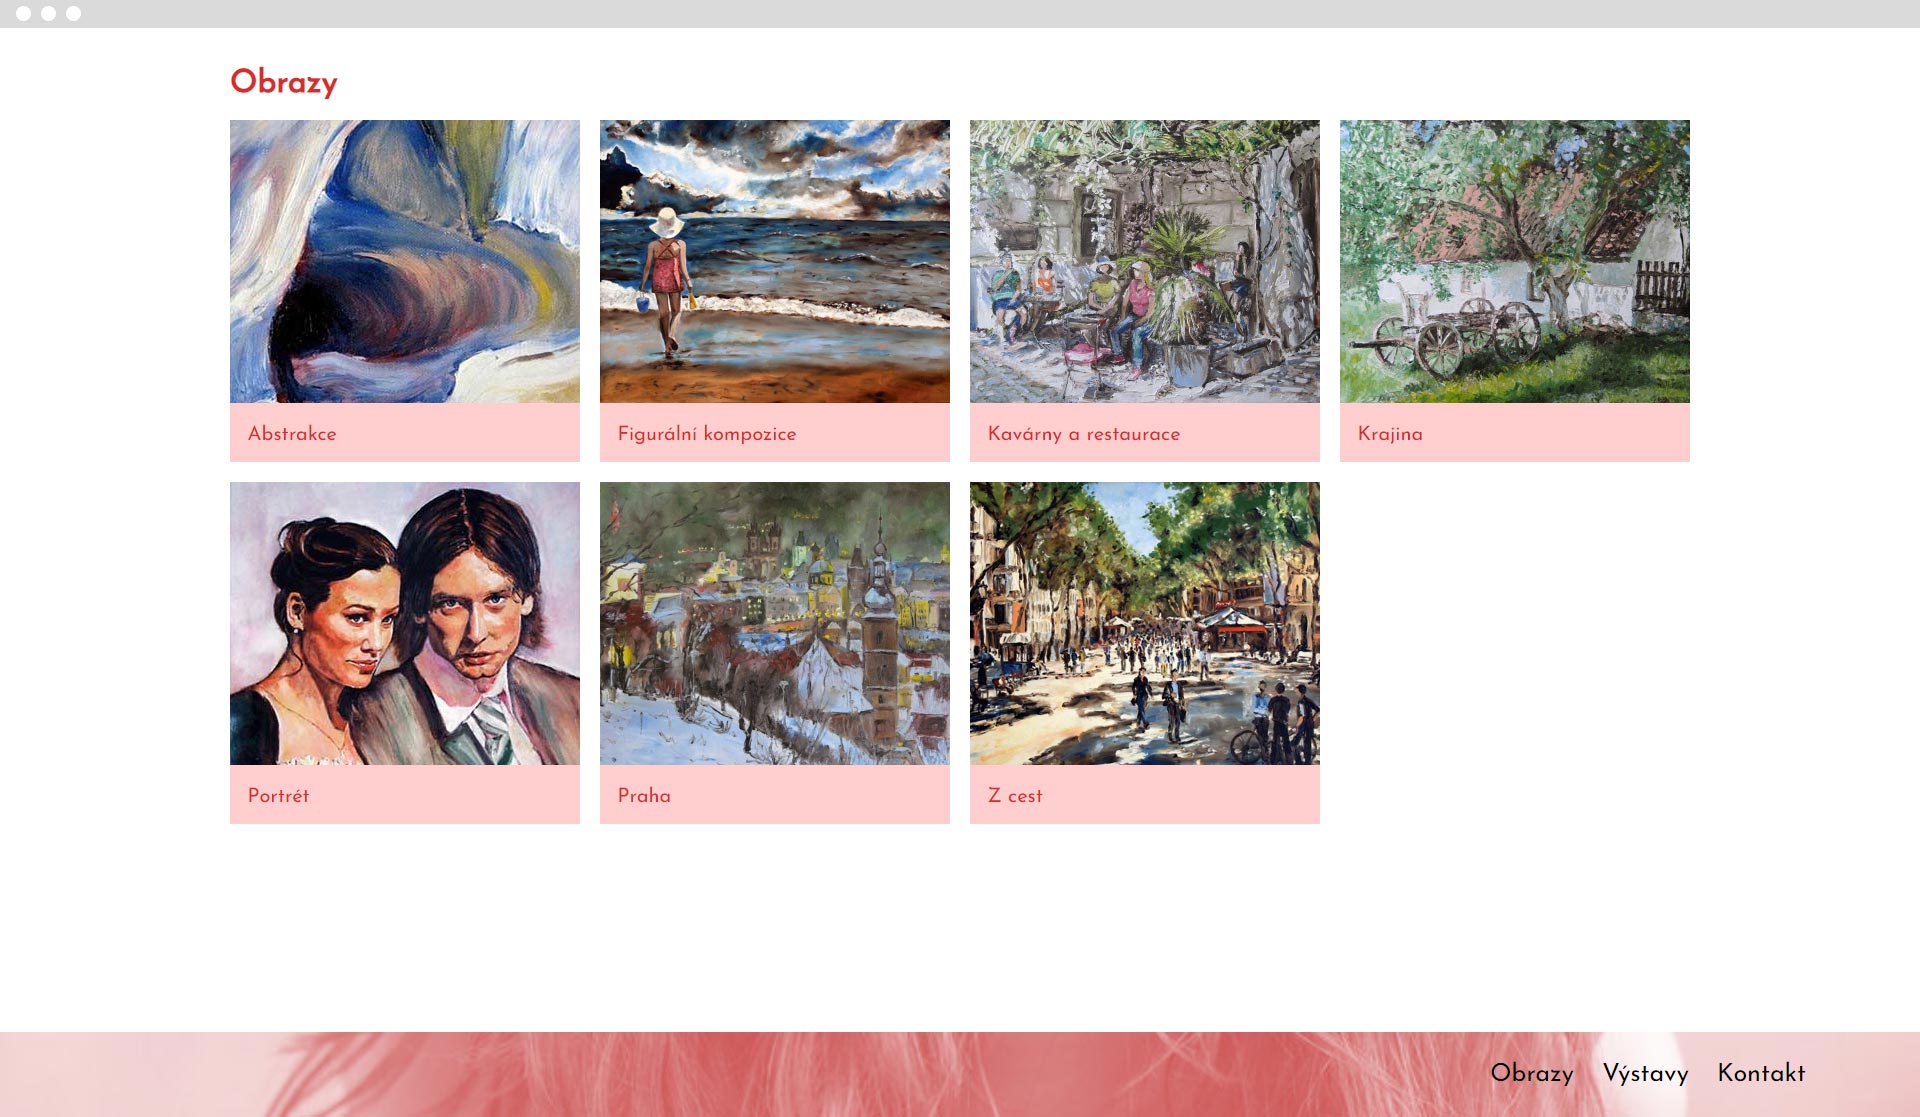 Obrazy
Abstrakce
Figurální kompozice
Kavárny a restaurace
Krajina
Portrét
Praha
Z cest
Obrazy Výstavy Kontakt